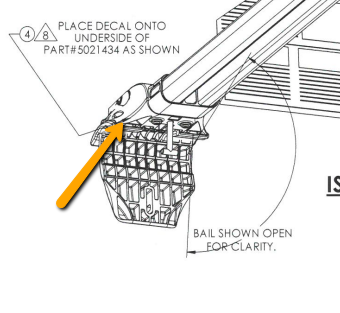 4 8 PLACE DECAL ONTO
UNDERSIDE OF
PART#5021434 AS SHOWN
IS
BAIL SHOWN OPEN
FOR CLARITY.